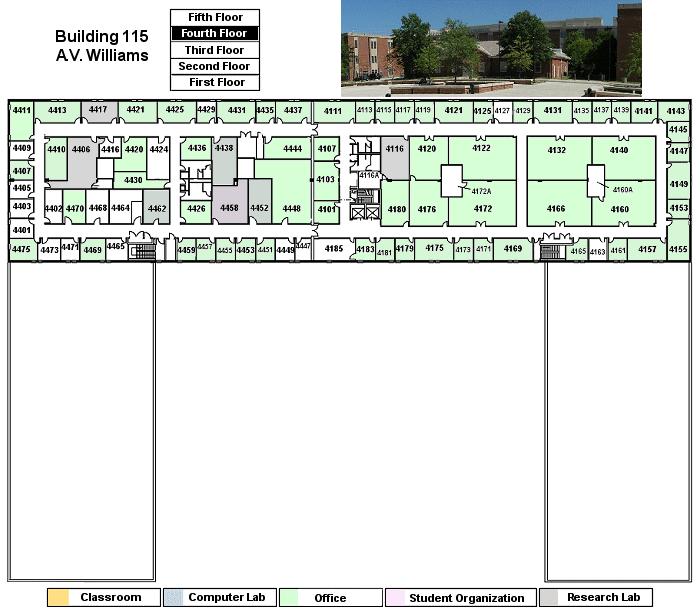 Building 115
A.V. Williams
Fifth Floor
Fourth Floor
Third Floor
Second Floor
First Floor
4411 4413 4417 4421 4425 4429 4431 4435 4437 4111 4113 4115 4117 4119 4121 4125 4127 4129 4131 4135 4137 4139 4141 4143
4145
4409 4410 4406 4416 4420 4424 4436 4438 4444 4107 4116 4120 4122 4132 4140 4147
4407 4430 4103 4116A 4149
4405 4172A 4160A
4403 4402 4470 4468 4464 4462 4426 4458 4452 4448 4101 4180 4176 4172 4166 4160 4153
4401
4475 4473 4471 4469 4465 4459 4457 4455 4453 4451 4449 4447 4185 4183 4181 4179 4175 4173 4171 4169 4165 4163 4161 4157 4155
Classroom Computer Lab Office Student Organization Research Lab